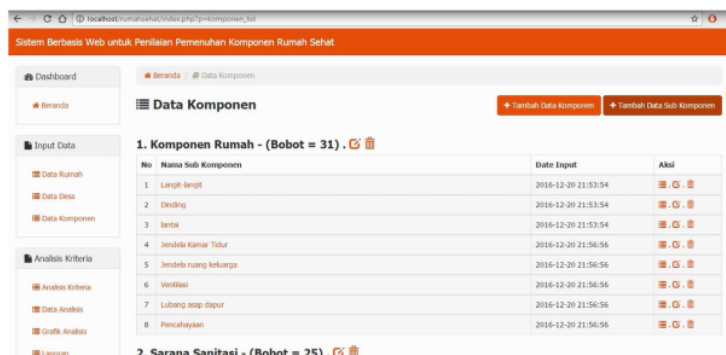 localhost/rumahsehat/index.php?p=komponen_list
Sistem Berbasis Web untuk Penilaian Pemenuhan Komponen Rumah Sehat
Dashboard
Beranda
Input Data
Data Rumah
Data Desa
Data Komponen
Analisis Kriteria
Analisis Kriteria
Data Analisis
Grafik Analisis
Laporan
Beranda / Data Komponen
Data Komponen
+ Tambah Data Komponen
+ Tambah Data Sub Komponen
1. Komponen Rumah - (Bobot = 31) .
No Nama Sub Komponen Date Input Aksi
1 Langit-langit 2016-12-20 21:53:54
2 Dinding 2016-12-20 21:53:54
3 lantai 2016-12-20 21:53:54
4 Jendela Kamar Tidur 2016-12-20 21:56:56
5 Jendela ruang keluarga 2016-12-20 21:56:56
6 Ventilasi 2016-12-20 21:56:56
7 Lubang asap dapur 2016-12-20 21:56:56
8 Pencahayaan 2016-12-20 21:56:56
2. Sarana Sanitasi - (Bobot = 25) .